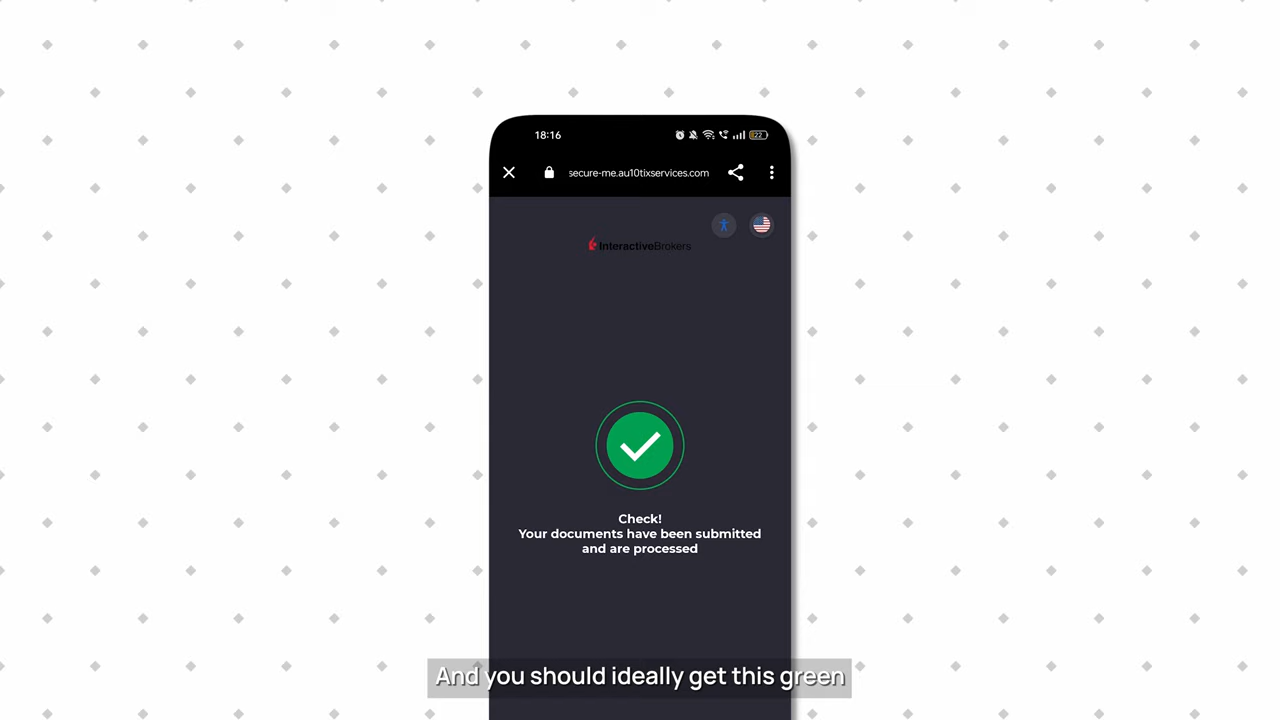 18:16
22
secure-me.au10tixservices.com
InteractiveBrokers
Check!
Your documents have been submitted
and are processed
And you should ideally get this green